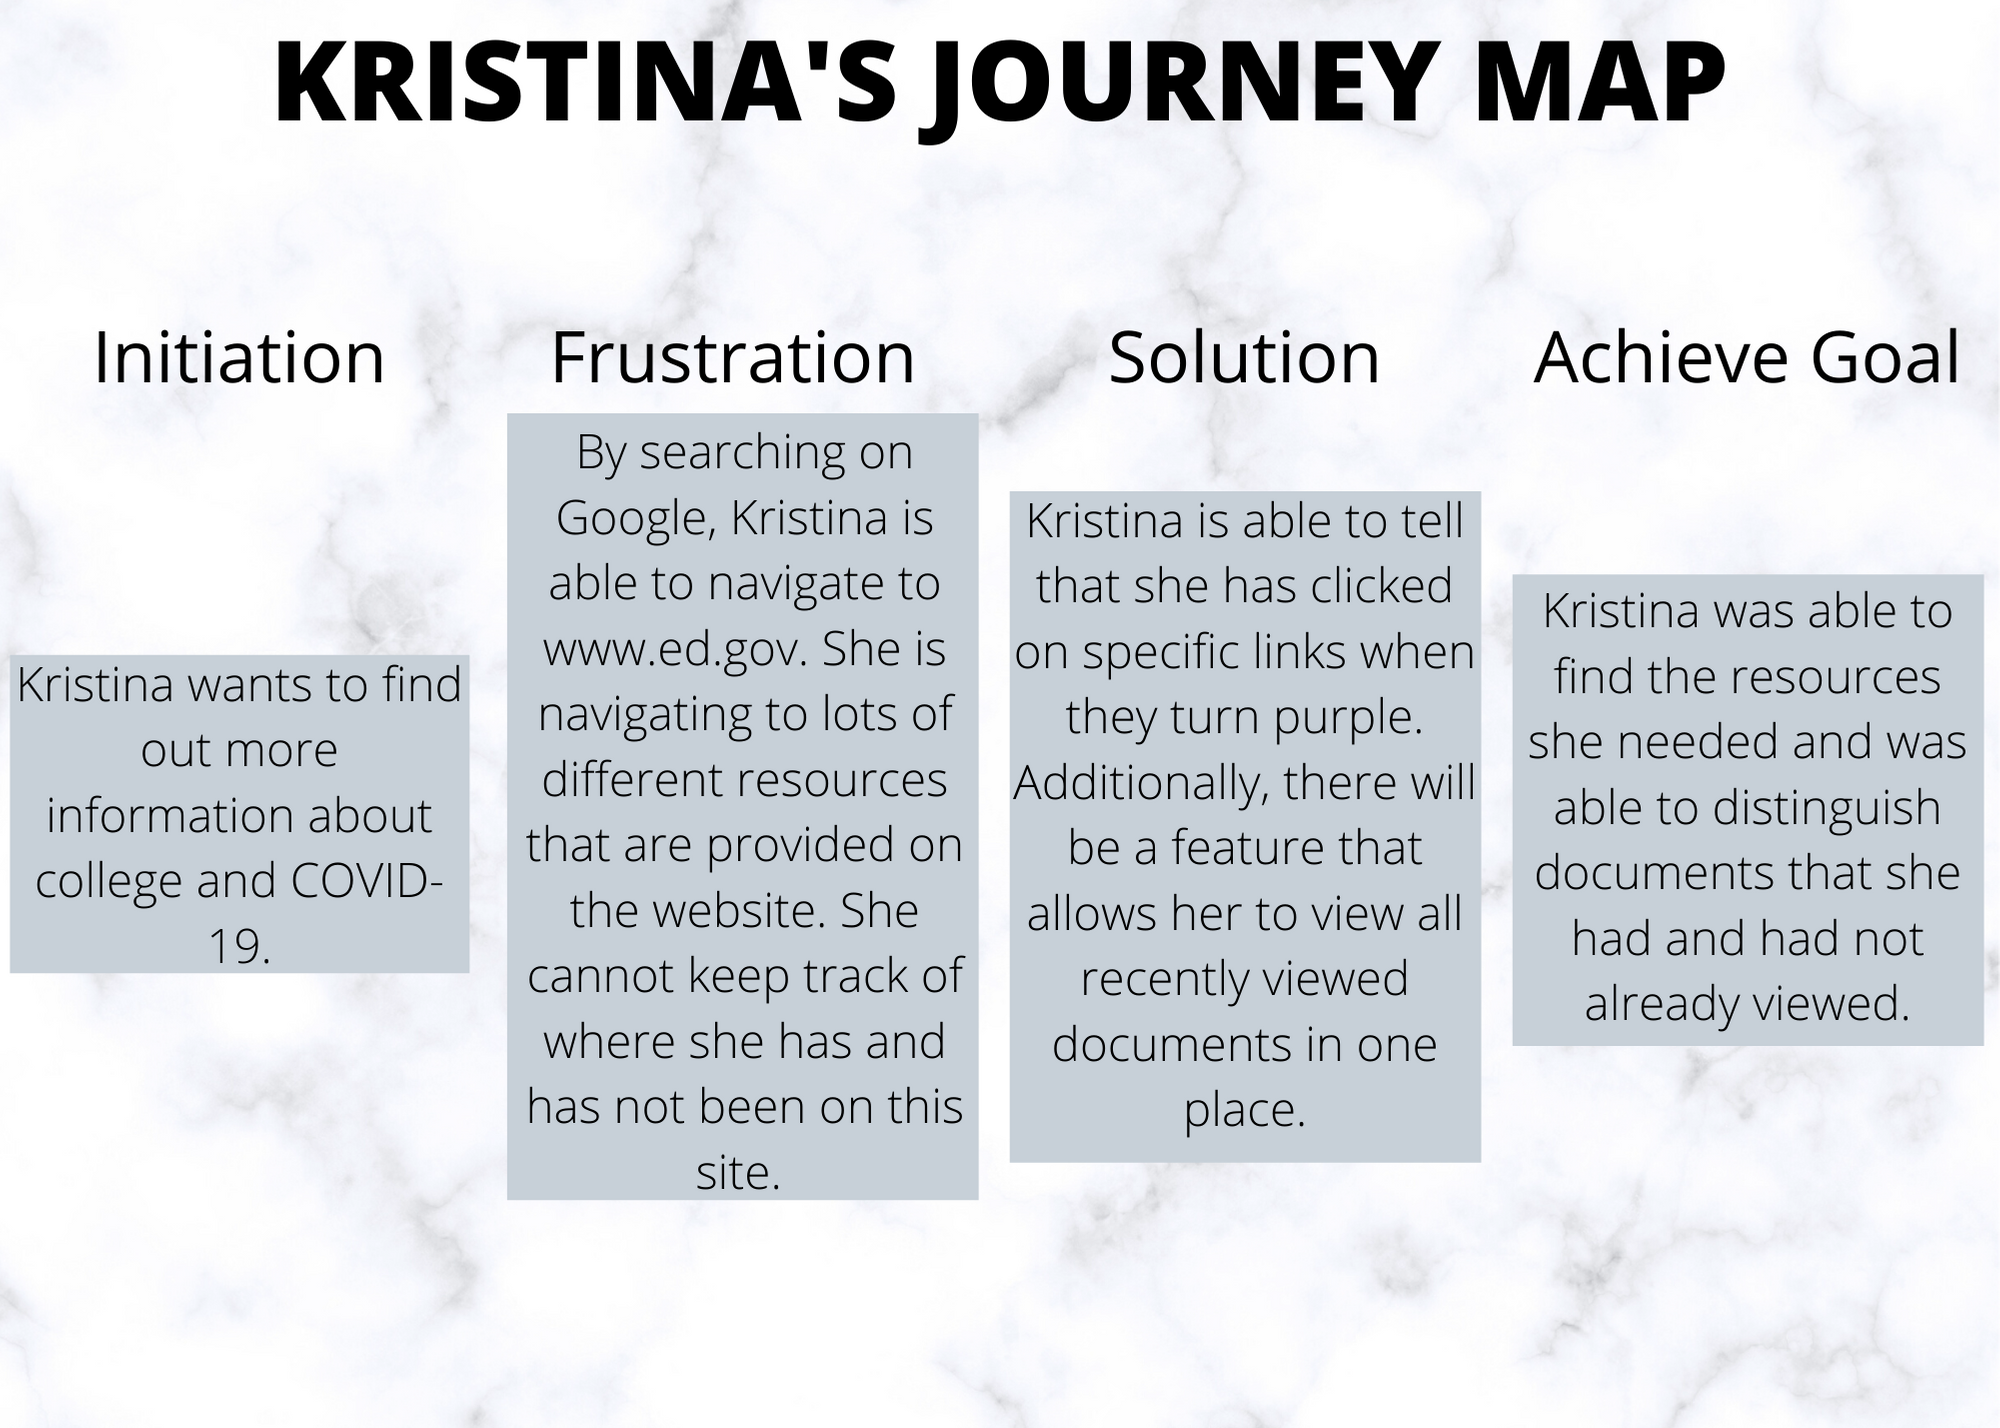 KRISTINA'S JOURNEY MAP
Initiation
Kristina wants to find
out more
information about
college and COVID-
19.
Frustration
By searching on
Google, Kristina is
able to navigate to
www.ed.gov. She is
navigating to lots of
different resources
that are provided on
the website. She
cannot keep track of
where she has and
has not been on this
site.
Solution
Kristina is able to tell
that she has clicked
on specific links when
they turn purple.
Additionally, there will
be a feature that
allows her to view all
recently viewed
documents in one
place.
Achieve Goal
Kristina was able to
find the resources
she needed and was
able to distinguish
documents that she
had and had not
already viewed.